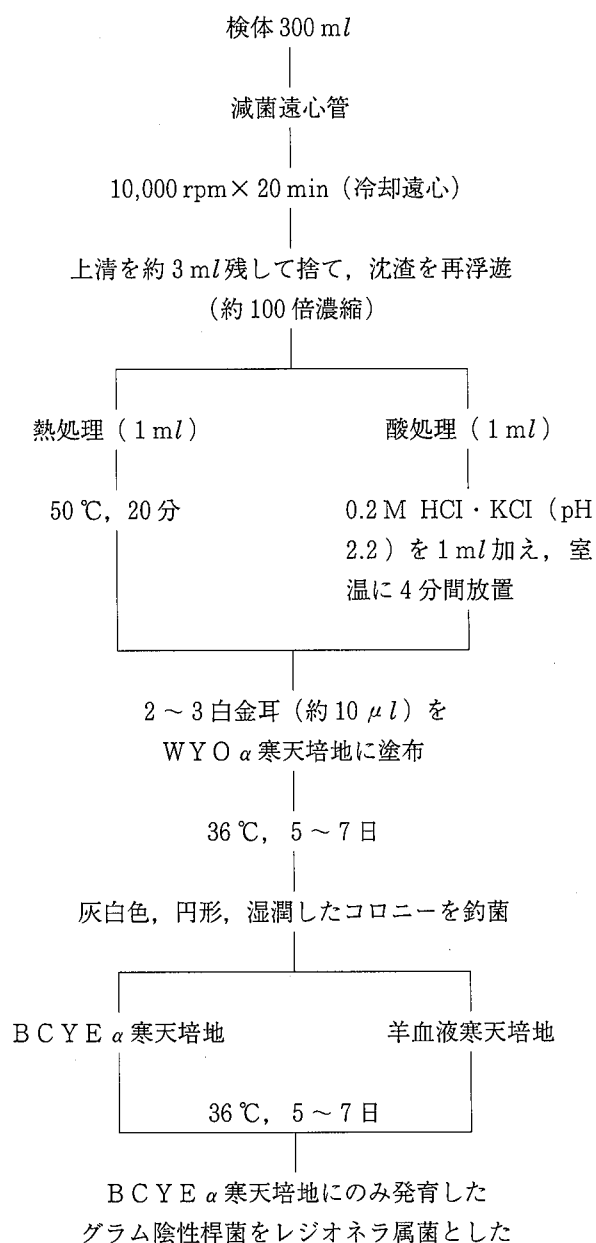 検体 300 ml
減菌遠心管
10,000 rpm × 20 min (冷却遠心)
上清を約 3 ml 残して捨て，沈渣を再浮遊
(約 100 倍濃縮)
熱処理 ( 1 ml )
酸処理 ( 1 ml )
50 ℃, 20 分
0.2 M HCl · KCl ( pH
2.2 ) を 1 ml 加え，室
温に 4 分間放置
2 〜 3 白金耳 (約 10 μl ) を
WYO α 寒天培地に塗布
36 ℃, 5 〜 7 日
灰白色，円形，湿潤したコロニーを釣菌
BCYE α 寒天培地
羊血液寒天培地
36 ℃, 5 〜 7 日
BCYE α 寒天培地にのみ発育した
グラム陰性桿菌をレジオネラ属菌とした